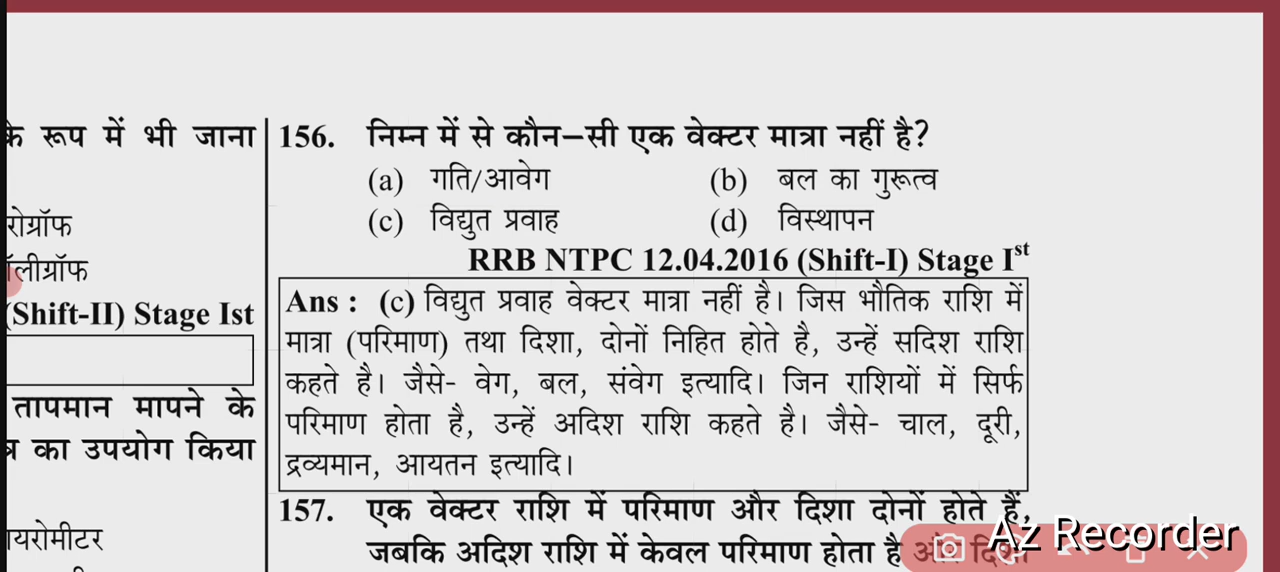 के रूप में भी जाना
रोग्रॉफ
लीग्रॉफ
(Shift-II) Stage Ist
तापमान मापने के
का उपयोग किया
यरोमीटर
156. निम्न में से कौन–सी एक वेक्टर मात्रा नहीं है?
(a) गति/आवेग (b) बल का गुरूत्व
(c) विद्युत प्रवाह (d) विस्थापन
RRB NTPC 12.04.2016 (Shift-I) Stage Ist
Ans : (c) विद्युत प्रवाह वेक्टर मात्रा नहीं है। जिस भौतिक राशि में
मात्रा (परिमाण) तथा दिशा, दोनों निहित होते है, उन्हें सदिश राशि
कहते है। जैसे- वेग, बल, संवेग इत्यादि। जिन राशियों में सिर्फ
परिमाण होता है, उन्हें अदिश राशि कहते है। जैसे- चाल, दूरी,
द्रव्यमान, आयतन इत्यादि।
157. एक वेक्टर राशि में परिमाण और दिशा दोनों होते हैं,
जबकि अदिश राशि में केवल परिमाण होता है और दिशा
Az Recorder